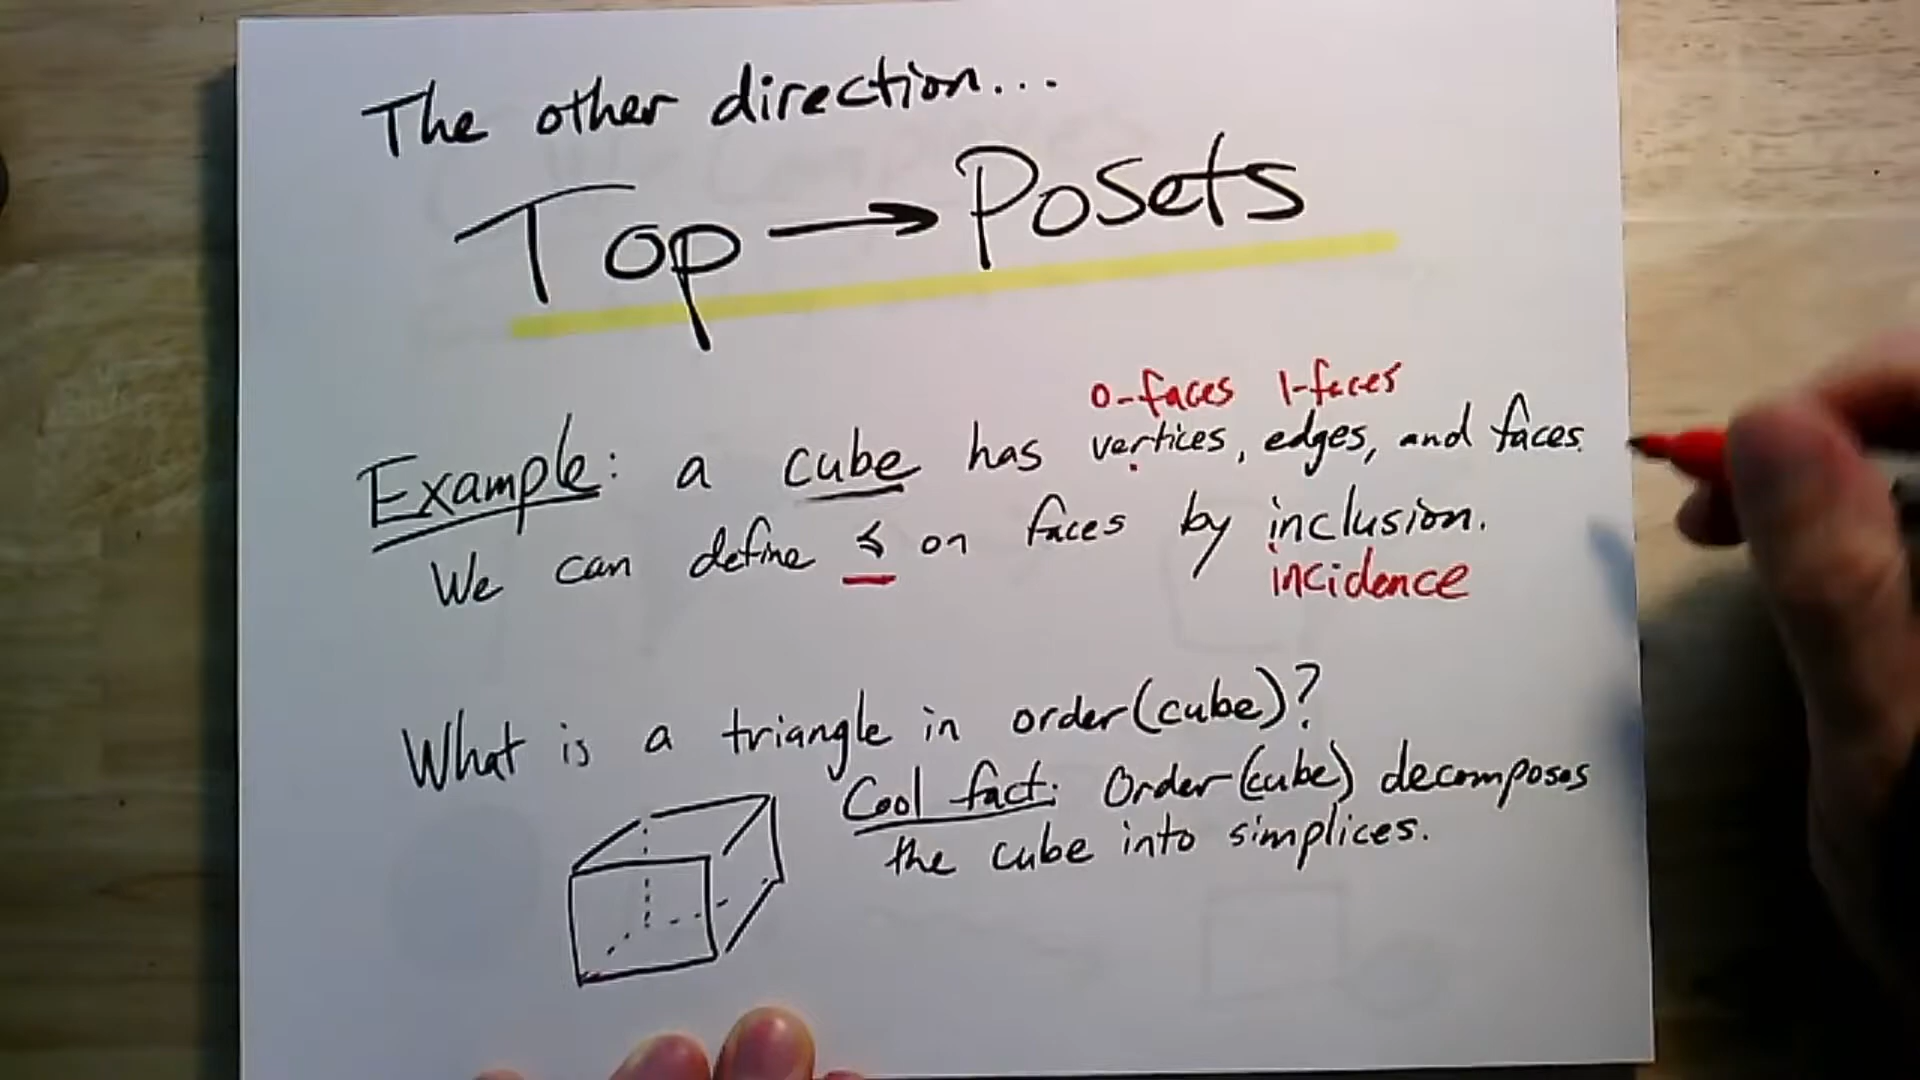 The other direction...
Top → Posets
0-faces 1-faces
Example: a cube has vertices, edges, and faces.
We can define ≤ on faces by inclusion.
incidence
What is a triangle in order(cube)?
Cool fact: Order(cube) decomposes
the cube into simplices.